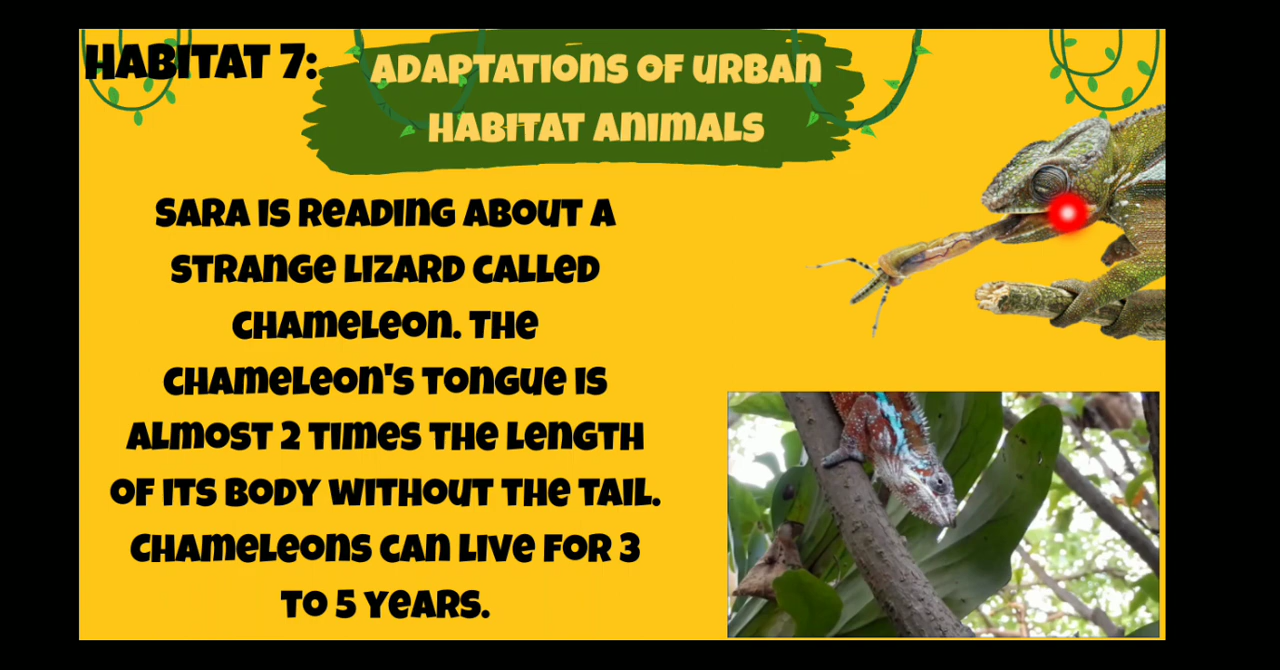 HABITAT 7:
ADAPTATIONS OF URBAN
HABITAT ANIMALS
SARA IS READING ABOUT A
STRANGE LIZARD CALLED
CHAMELEON. THE
CHAMELEON'S TONGUE IS
ALMOST 2 TIMES THE LENGTH
OF ITS BODY WITHOUT THE TAIL.
CHAMELEONS CAN LIVE FOR 3
TO 5 YEARS.